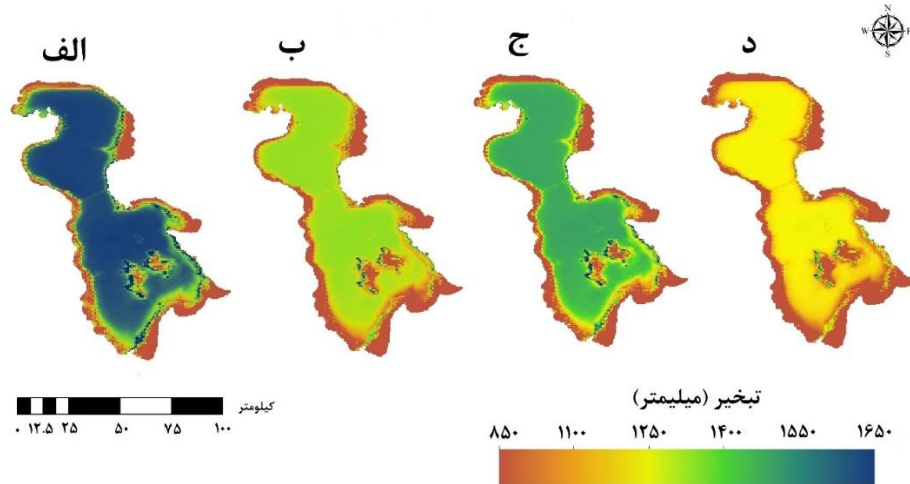 N
W E
S
الف ب ج د
کیلومتر
۰ ۱۲.۵ ۲۵ ۵۰ ۷۵ ۱۰۰
تبخیر (میلیمتر)
۸۵۰ ۱۱۰۰ ۱۲۵۰ ۱۴۰۰ ۱۵۵۰ ۱۶۵۰